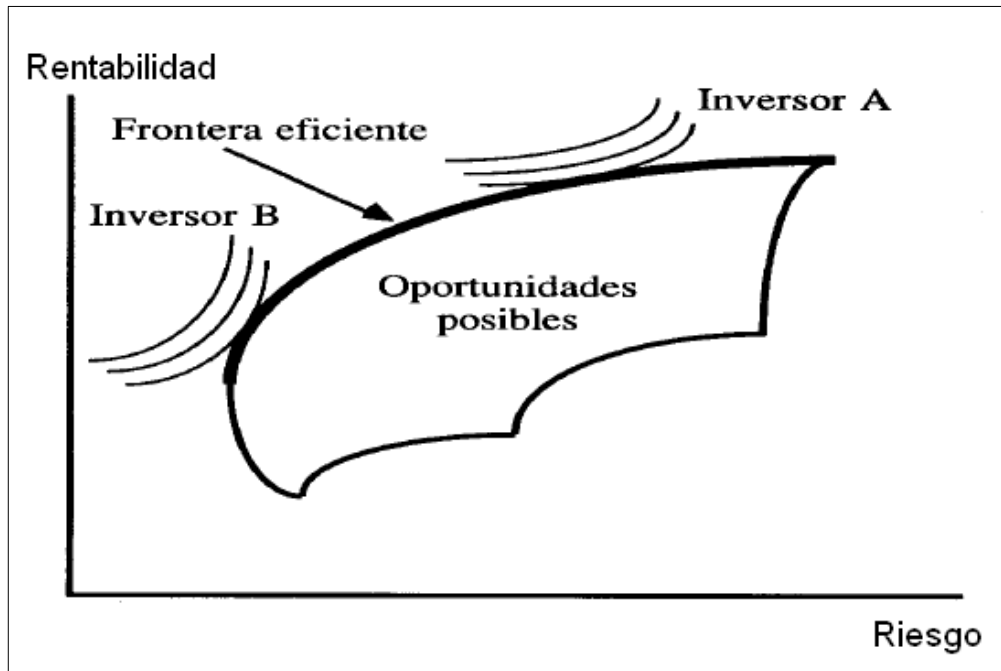 Rentabilidad
Inversor A
Frontera eficiente
Inversor B
Oportunidades
posibles
Riesgo